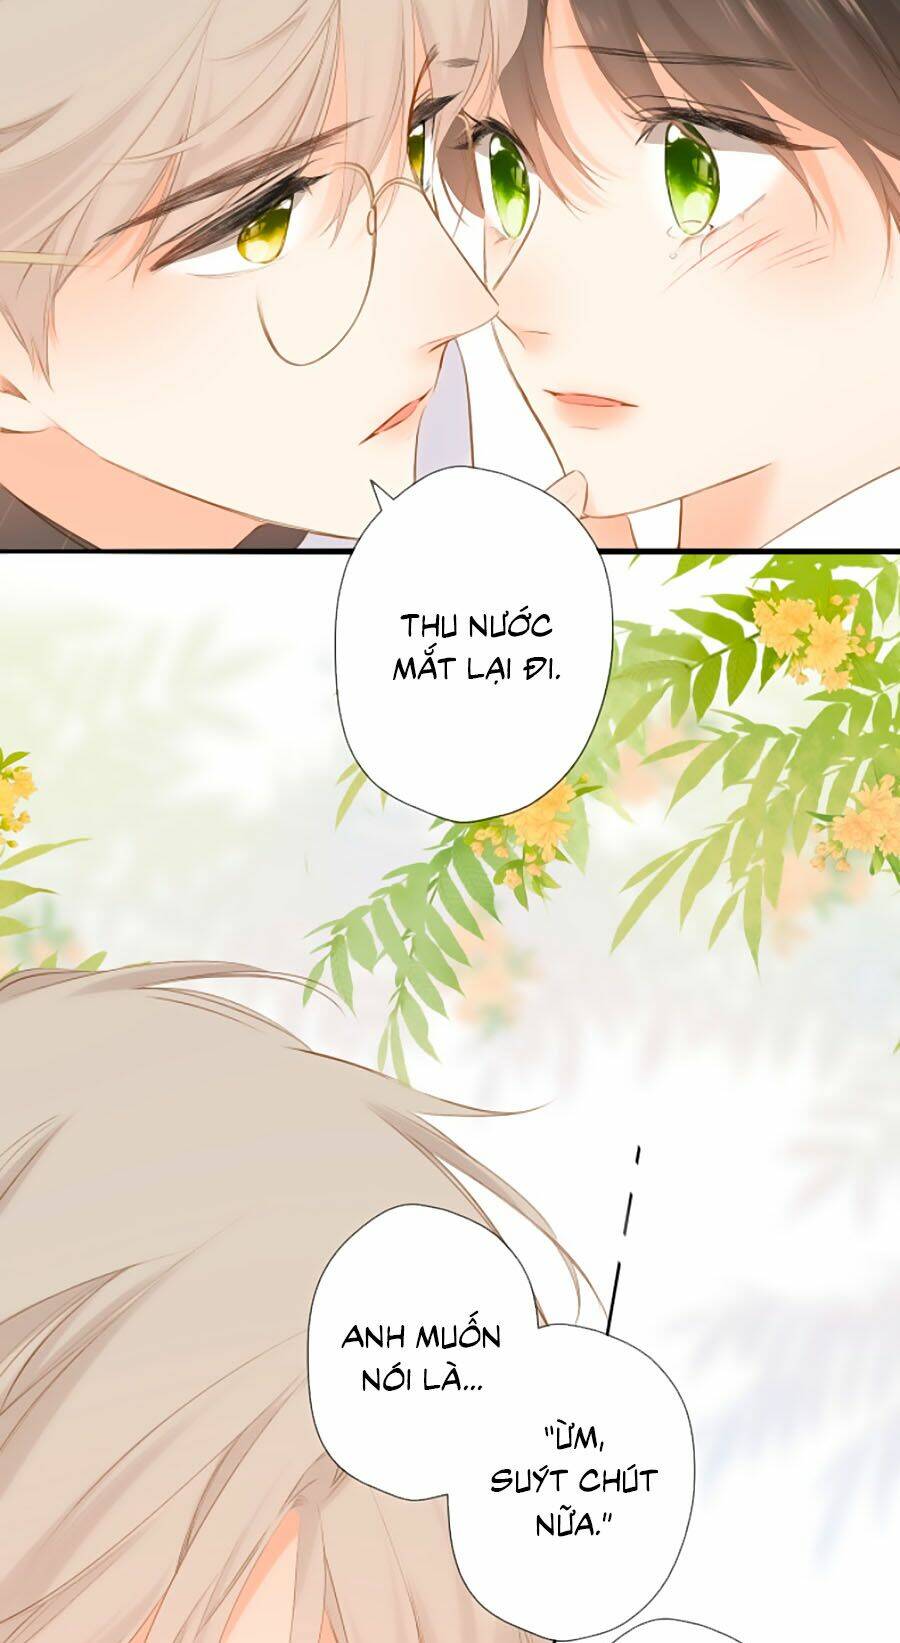 THU NƯỚC
MẮT LẠI ĐI.
ANH MUỐN
NÓI LÀ...
"ỪM,
SUÝT CHÚT
NỮA."